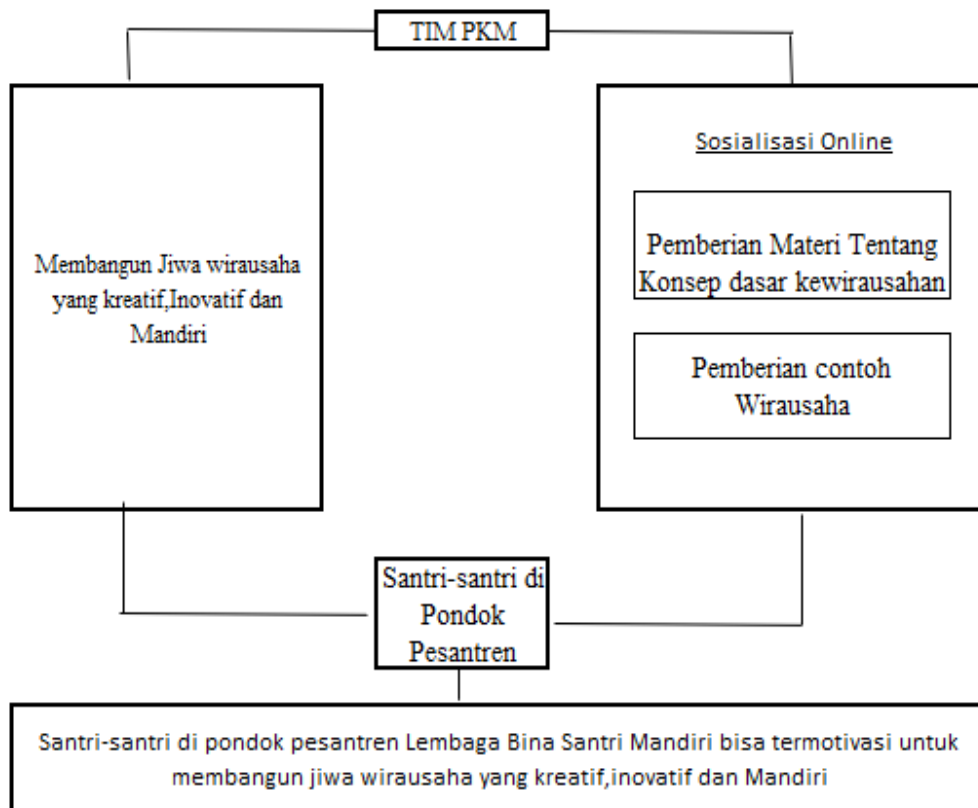 TIM PKM
Membangun Jiwa wirausaha
yang kreatif,Inovatif dan
Mandiri
Sosialisasi Online
Pemberian Materi Tentang
Konsep dasar kewirausahan
Pemberian contoh
Wirausaha
Santri-santri di
Pondok
Pesantren
Santri-santri di pondok pesantren Lembaga Bina Santri Mandiri bisa termotivasi untuk
membangun jiwa wirausaha yang kreatif,inovatif dan Mandiri